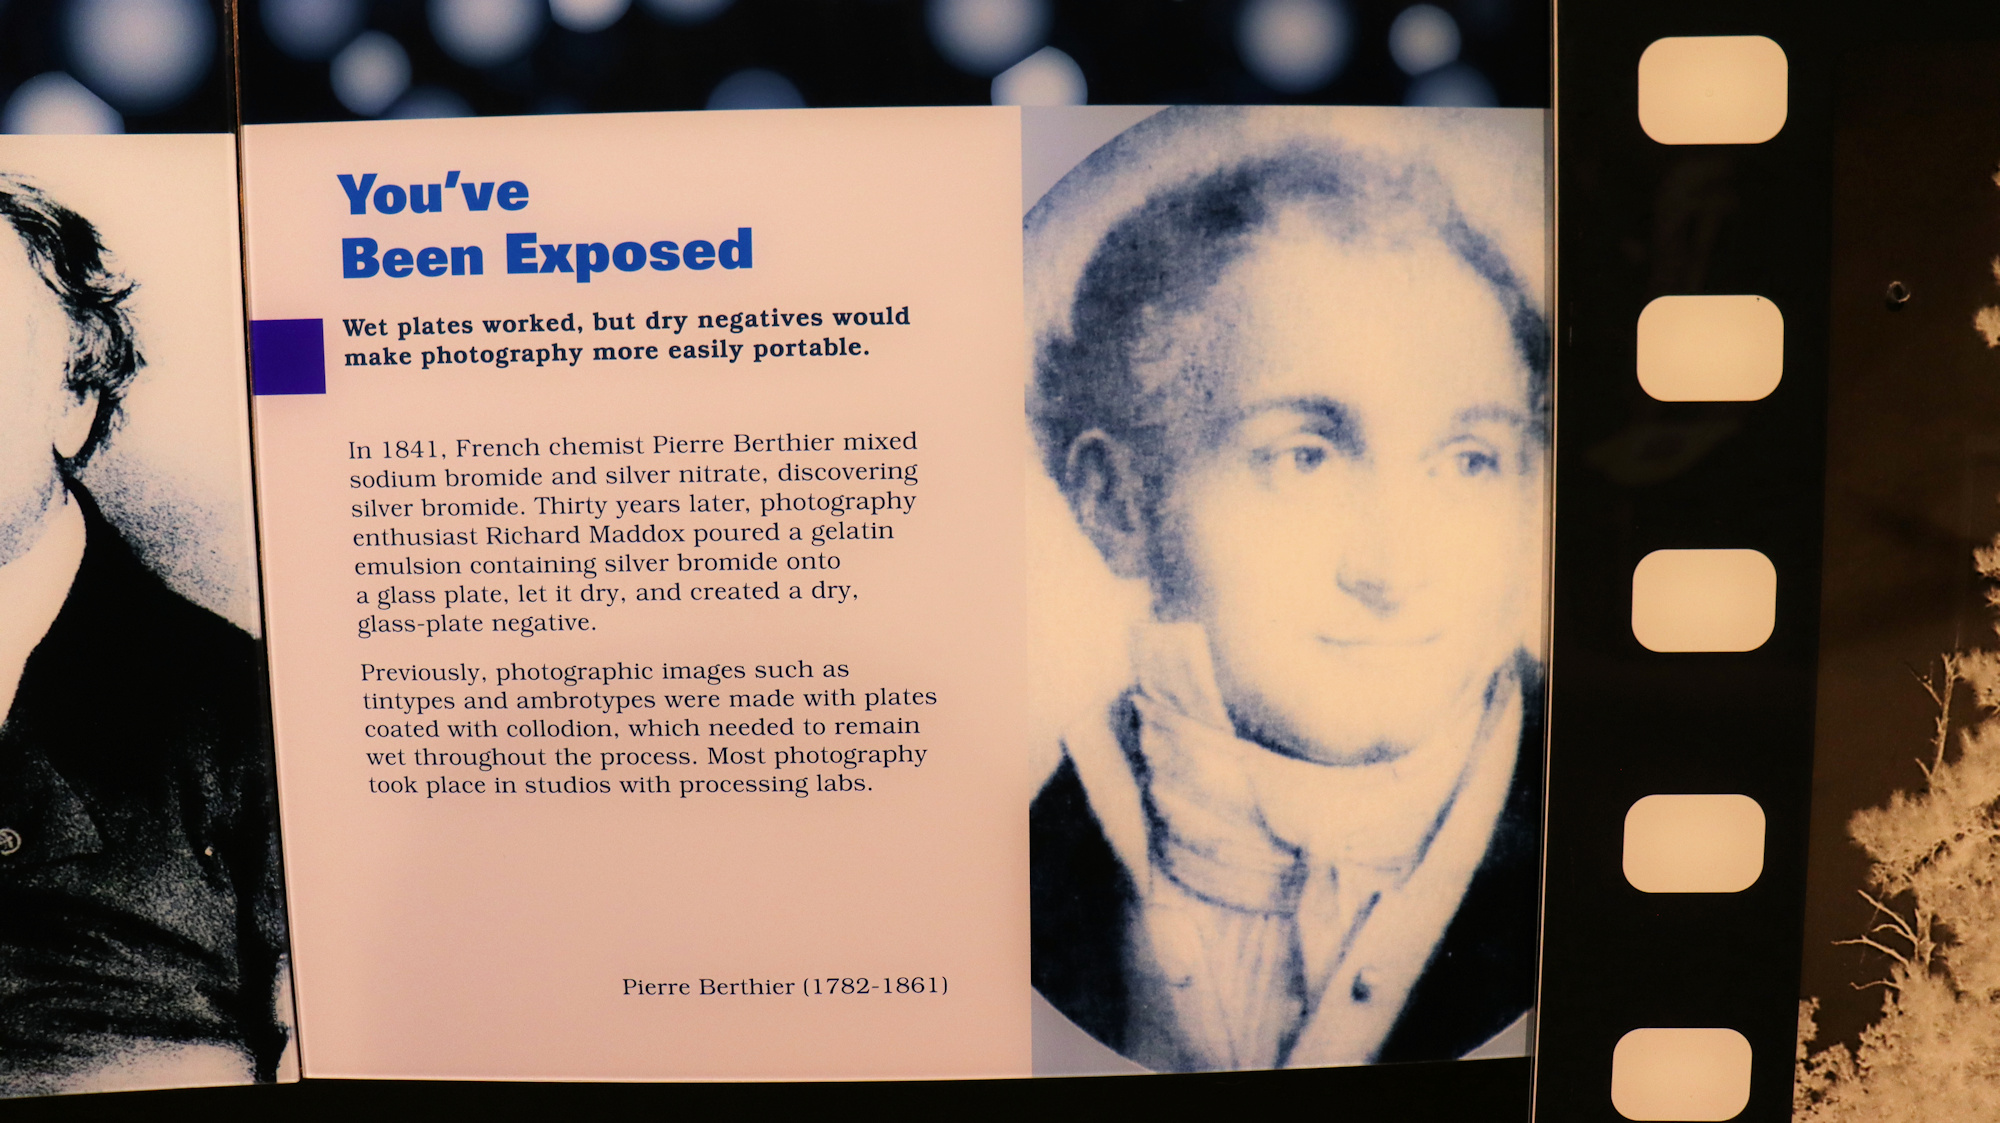 You've
Been Exposed
Wet plates worked, but dry negatives would
make photography more easily portable.
In 1841, French chemist Pierre Berthier mixed
sodium bromide and silver nitrate, discovering
silver bromide. Thirty years later, photography
enthusiast Richard Maddox poured a gelatin
emulsion containing silver bromide onto
a glass plate, let it dry, and created a dry,
glass-plate negative.
Previously, photographic images such as
tintypes and ambrotypes were made with plates
coated with collodion, which needed to remain
wet throughout the process. Most photography
took place in studios with processing labs.
Pierre Berthier (1782-1861)